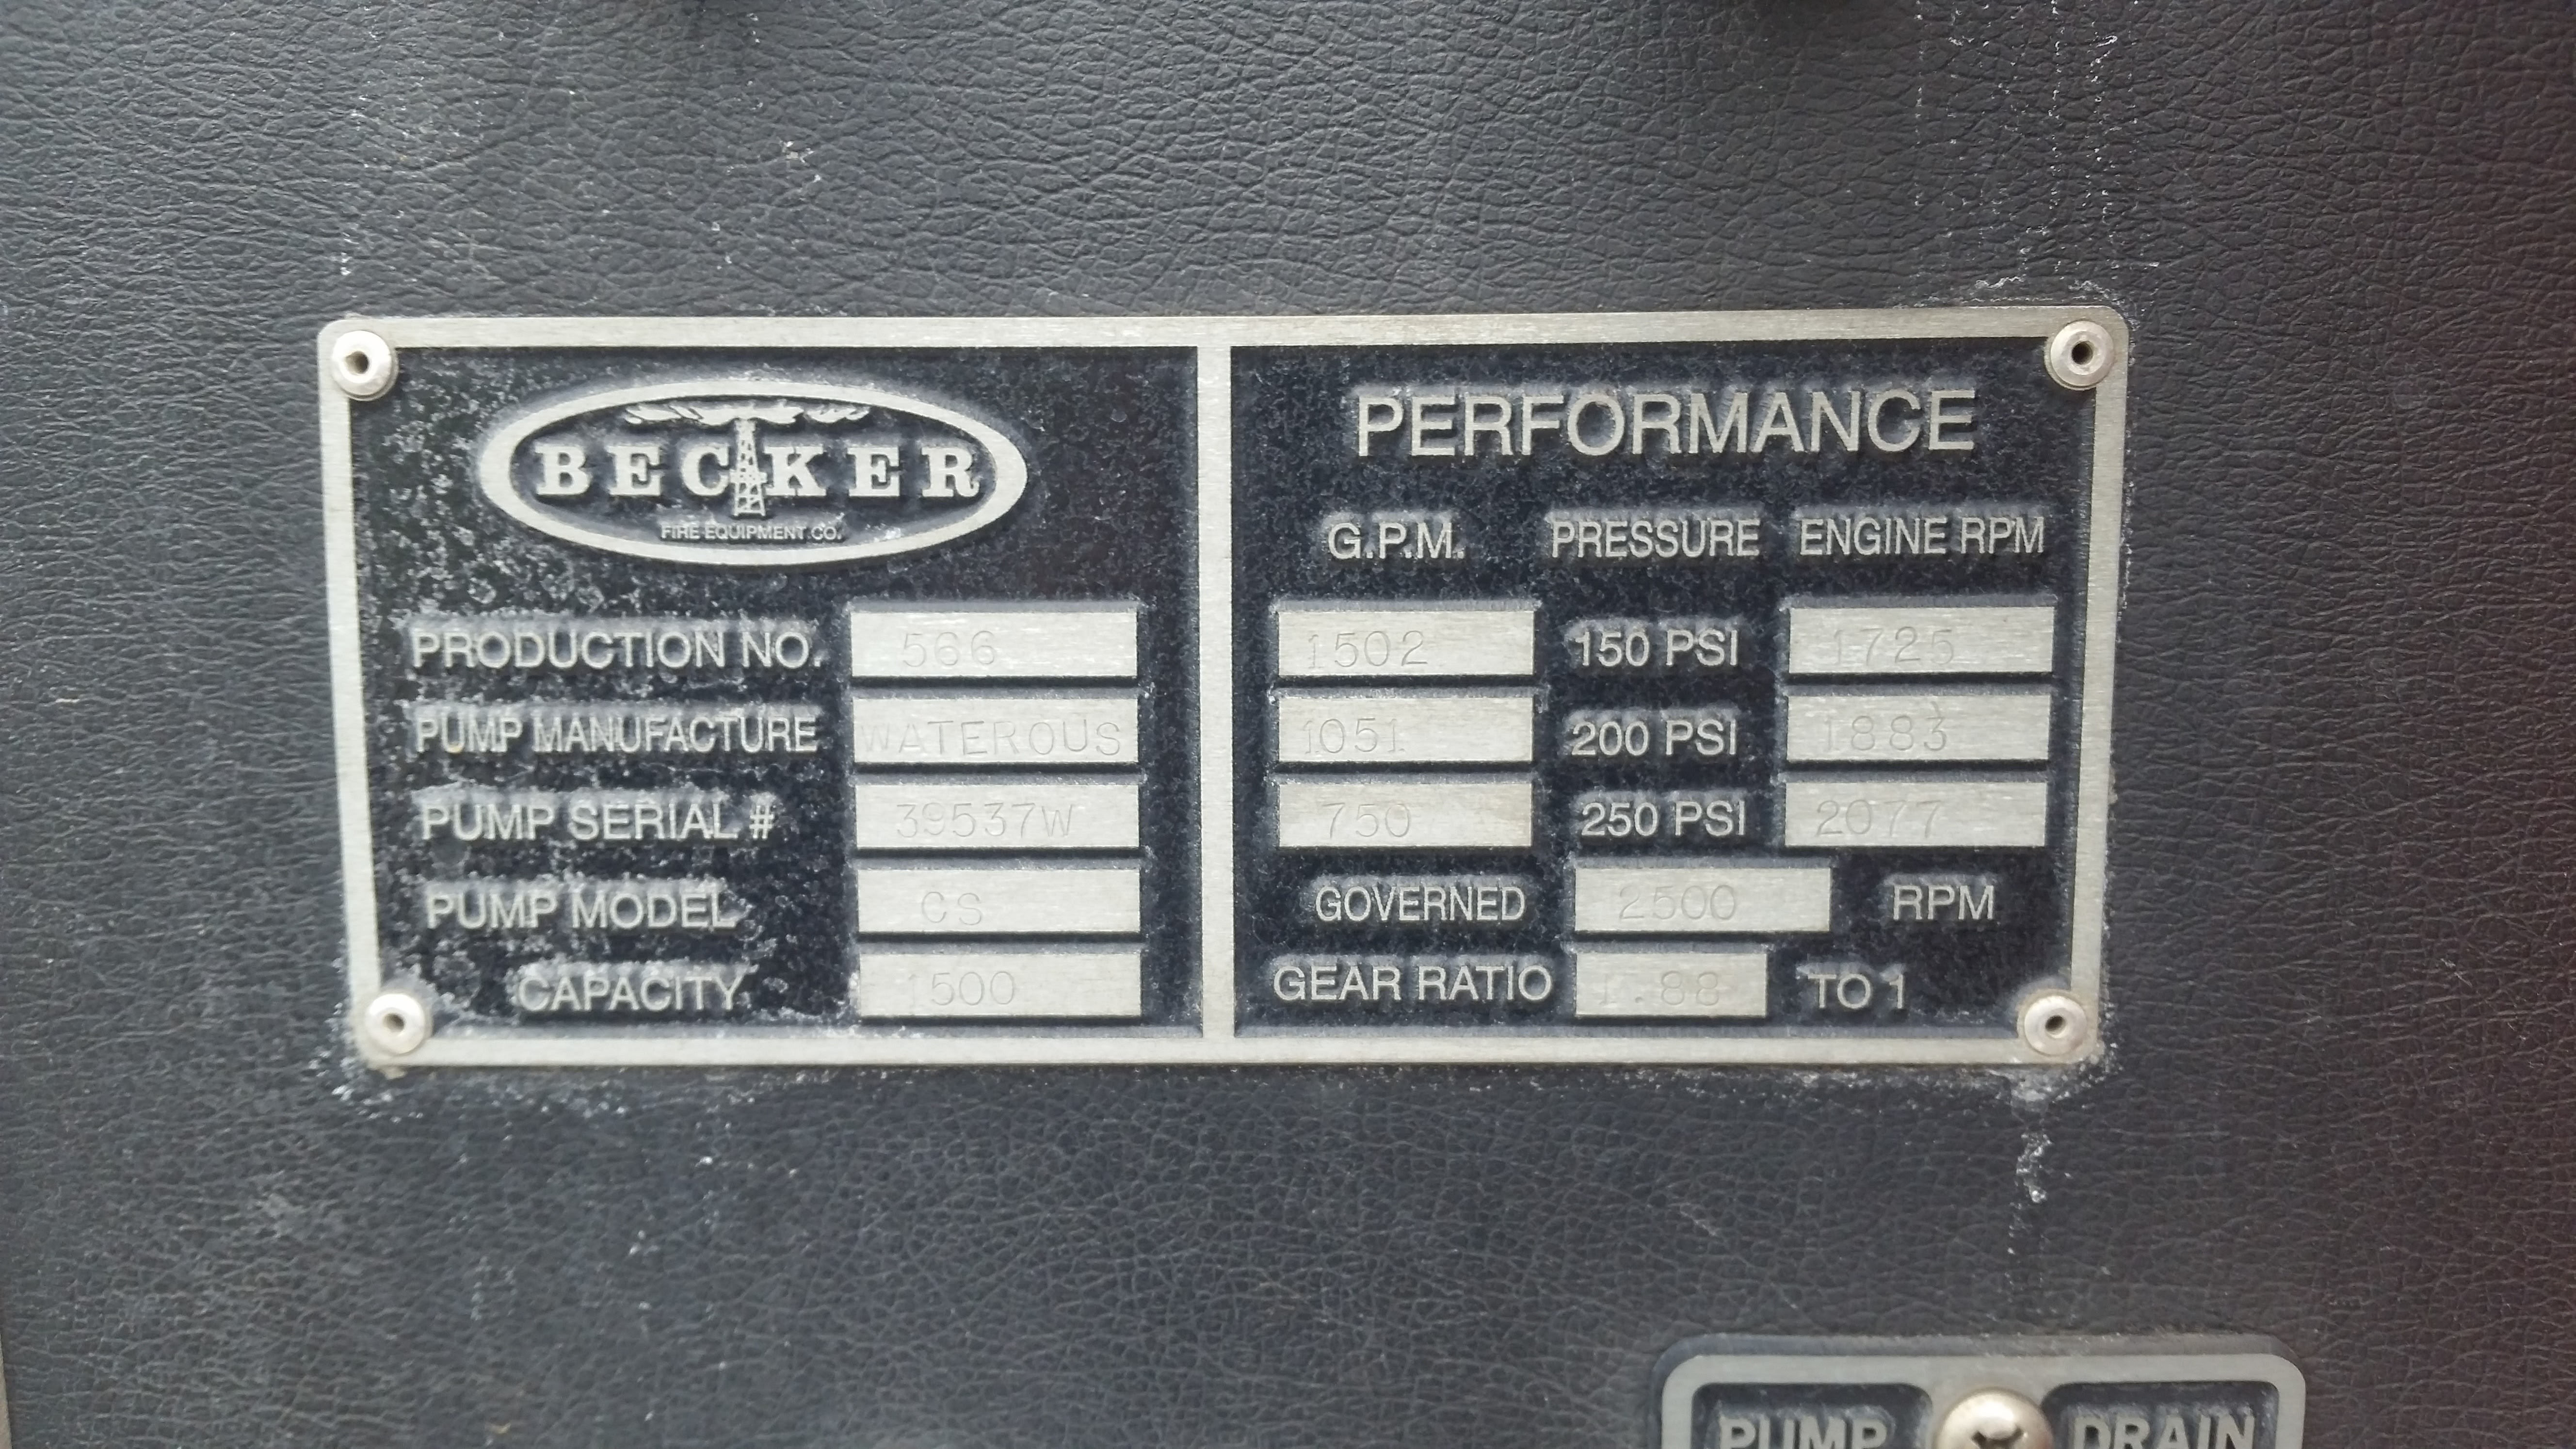 BECKER
FIRE EQUIPMENT CO.
PRODUCTION NO. 566
PUMP MANUFACTURE WATEROUS
PUMP SERIAL # 39537W
PUMP MODEL CS
CAPACITY 1500
PERFORMANCE
G.P.M. PRESSURE ENGINE RPM
1502 150 PSI 1725
1051 200 PSI 1883
750 250 PSI 2077
GOVERNED 2500 RPM
GEAR RATIO 1.88 TO 1
PUMP DRAIN